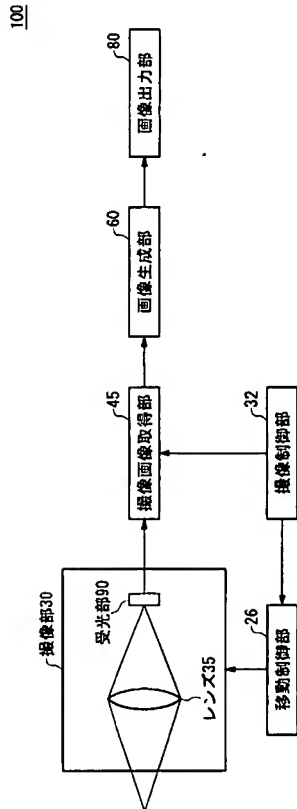 100
撮像部30
受光部90
レンズ35
45
撮像画像取得部
60
画像生成部
80
画像出力部
26
移動制御部
32
撮像制御部